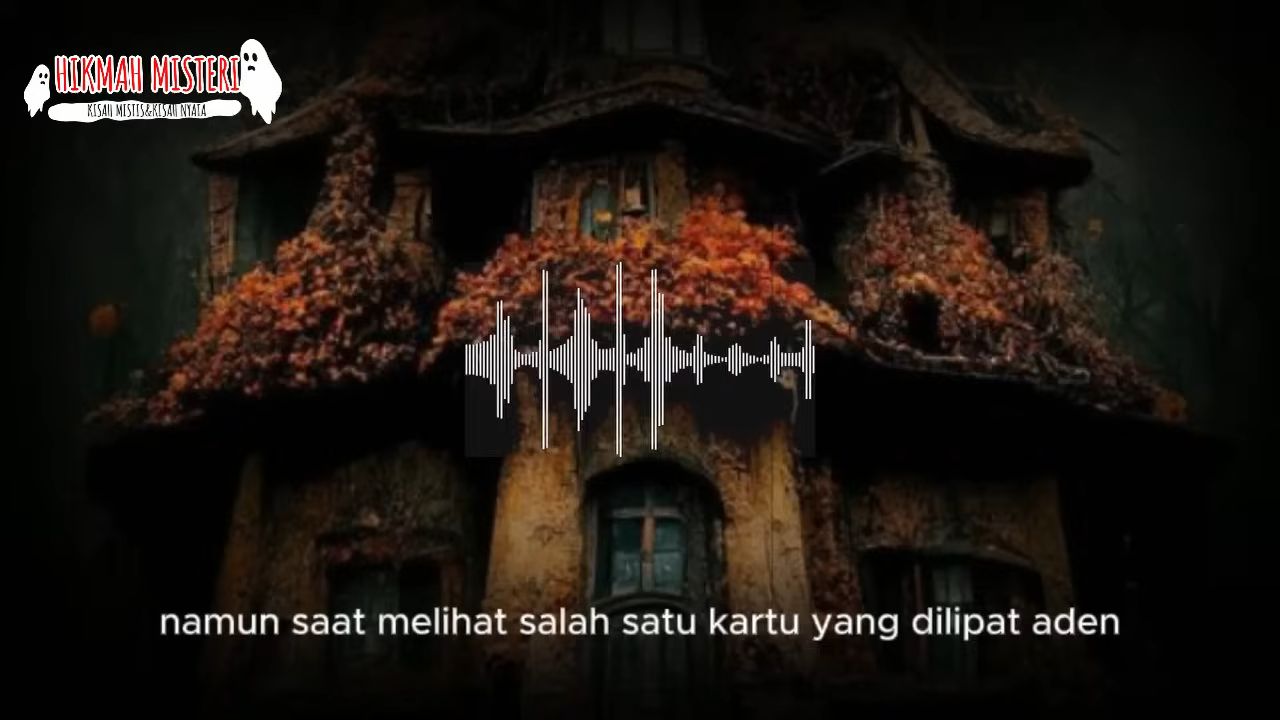 HIKMAH MISTERI
KISAH MISTIS&KISAH NYATA
namun saat melihat salah satu kartu yang dilipat aden